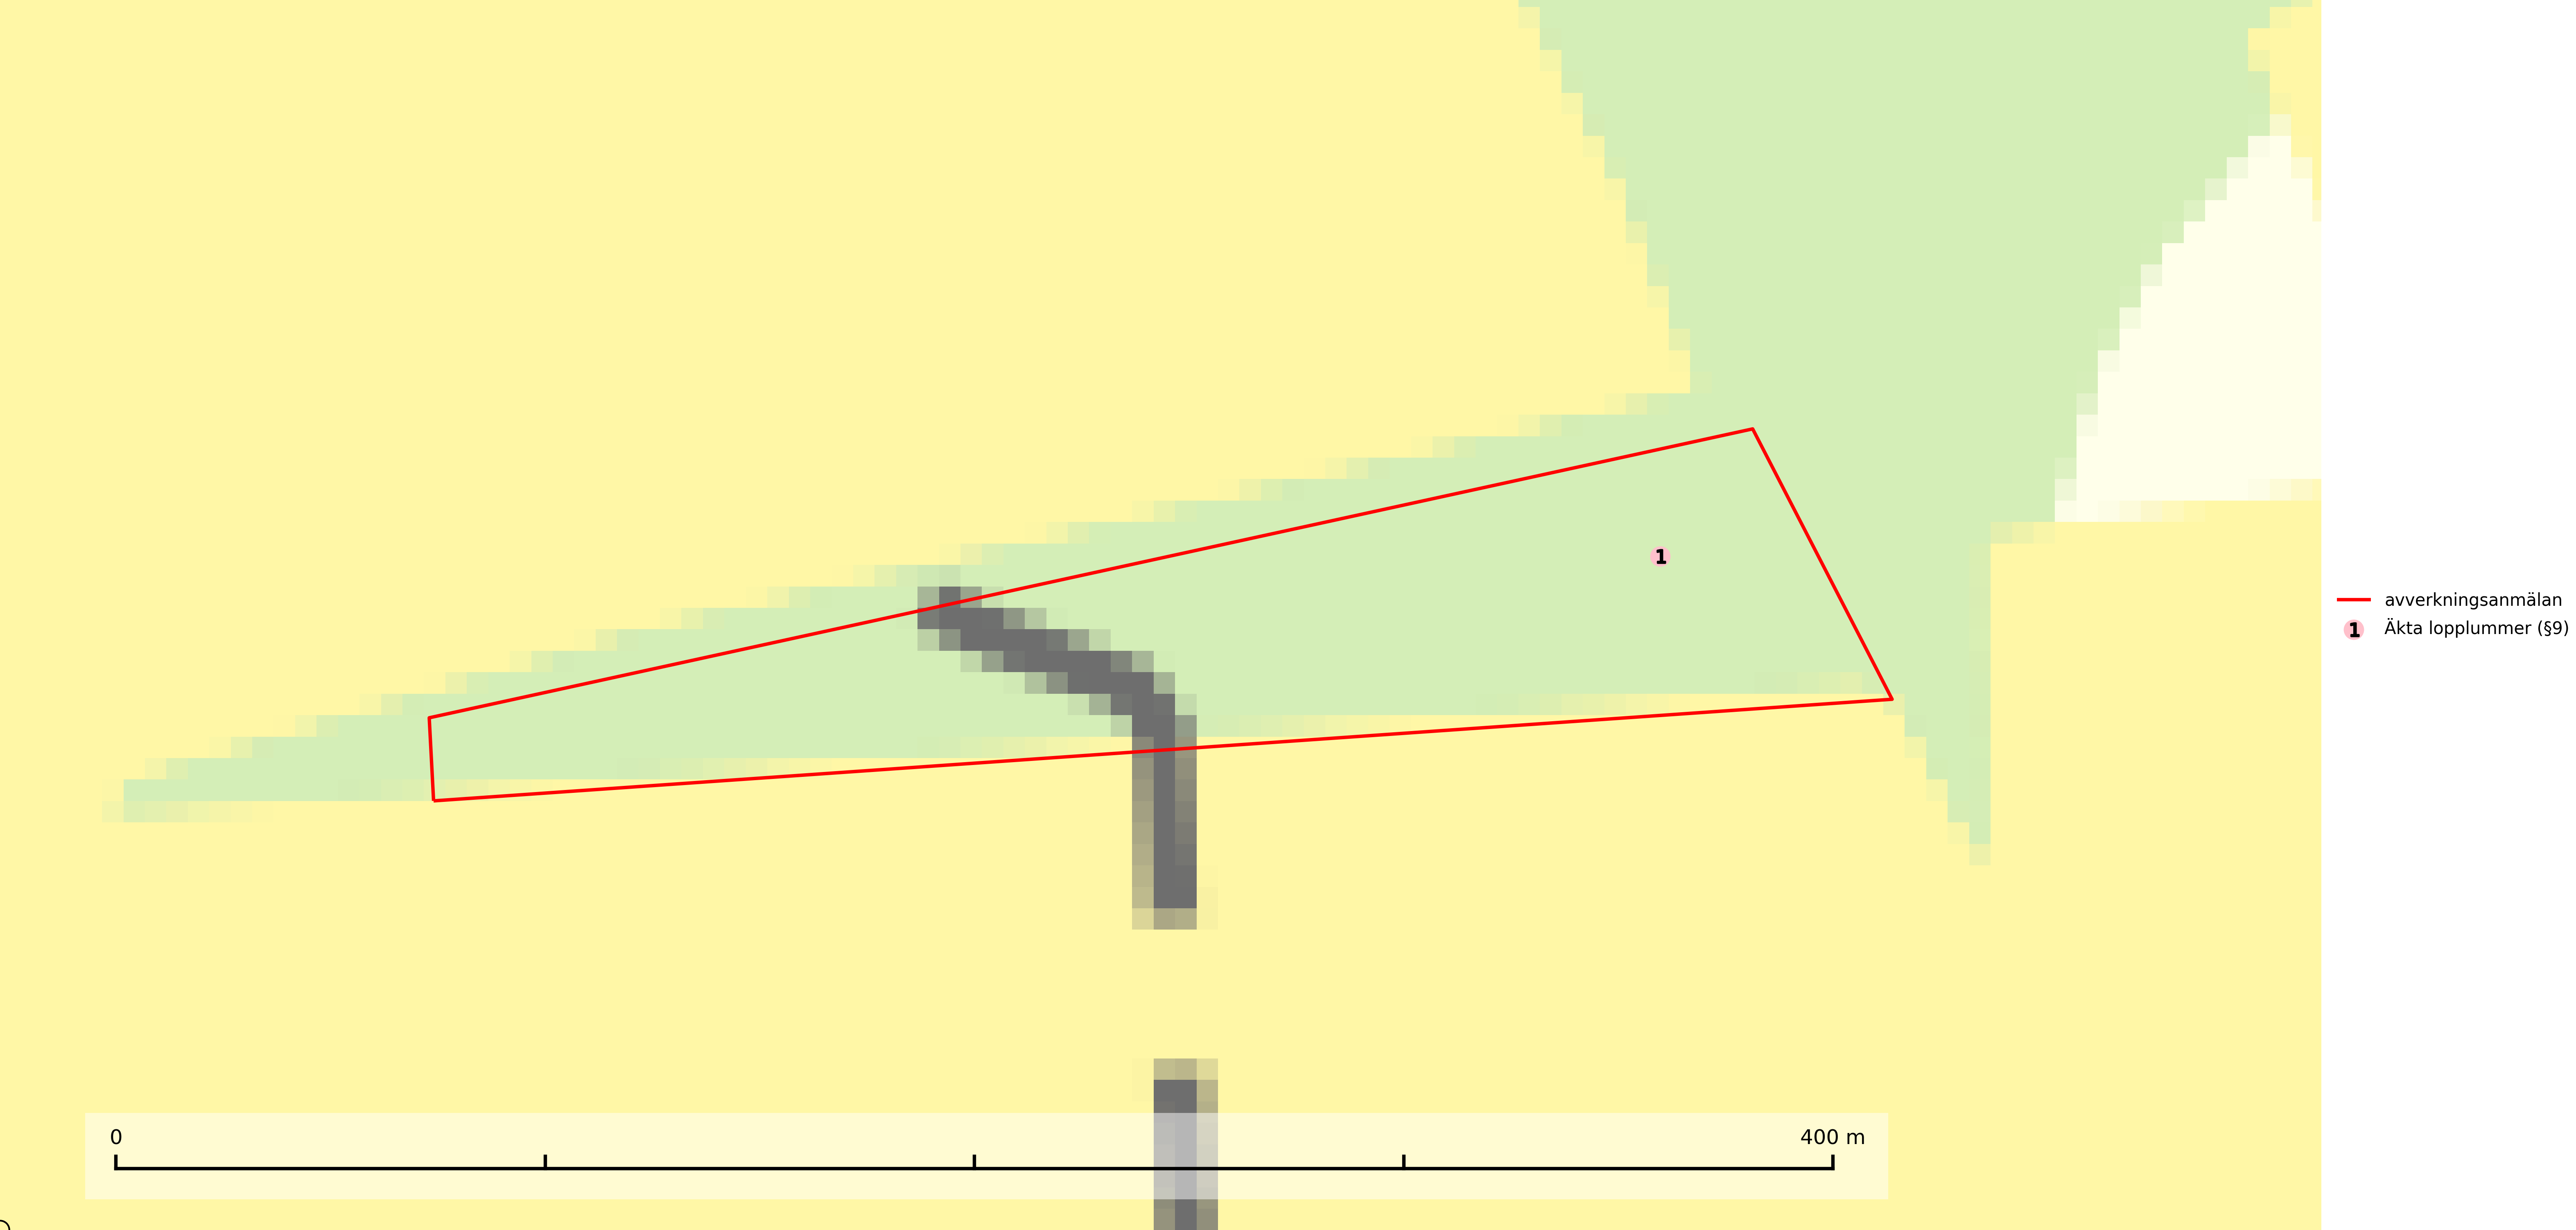 1
avverkningsanmälan
1 Äkta lopplummer (§9)
0 400 m